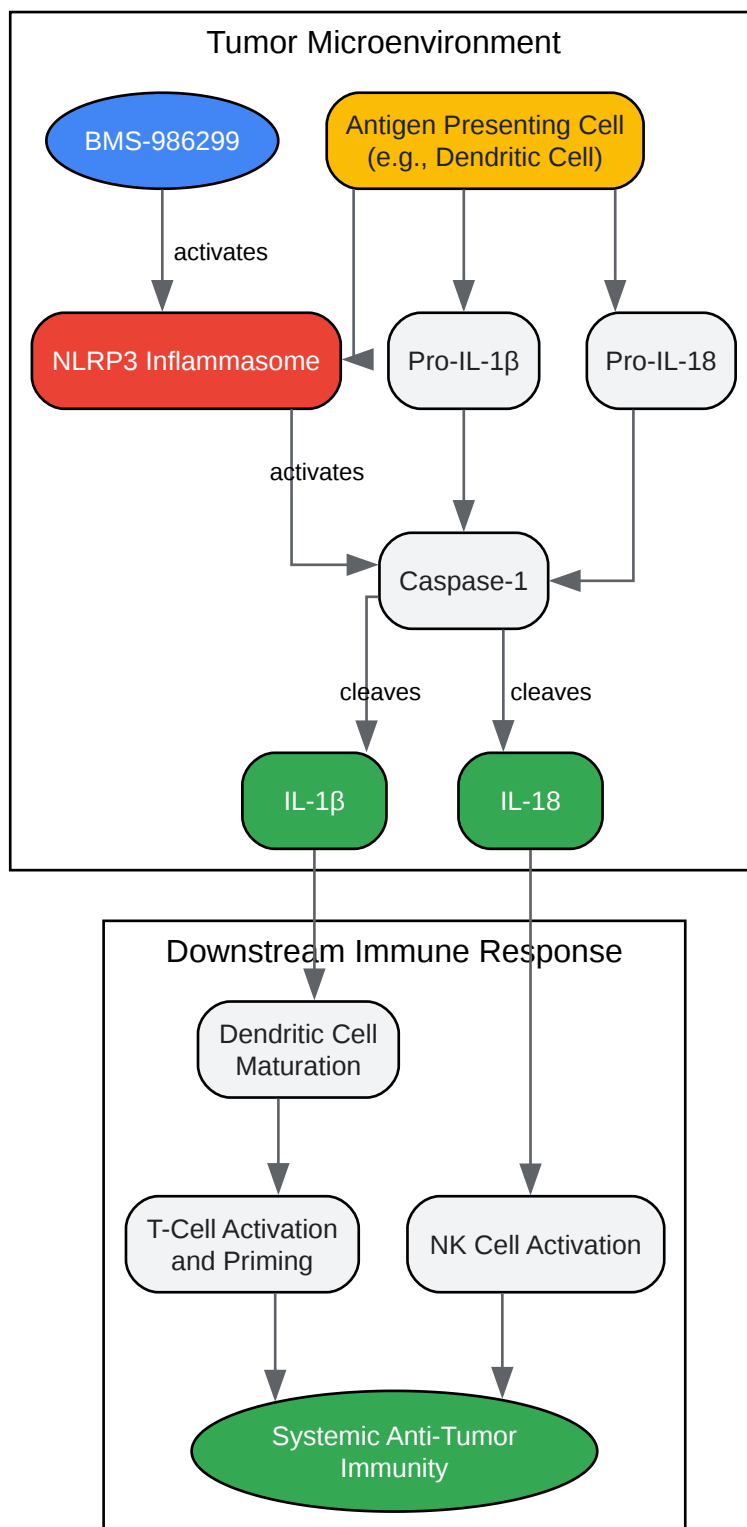 Tumor Microenvironment
BMS-986299
Antigen Presenting Cell
(e.g., Dendritic Cell)
activates
NLRP3 Inflammasome
Pro-IL-1β
Pro-IL-18
activates
Caspase-1
cleaves
cleaves
IL-1β
IL-18
Downstream Immune Response
Dendritic Cell
Maturation
T-Cell Activation
and Priming
NK Cell Activation
Systemic Anti-Tumor
Immunity